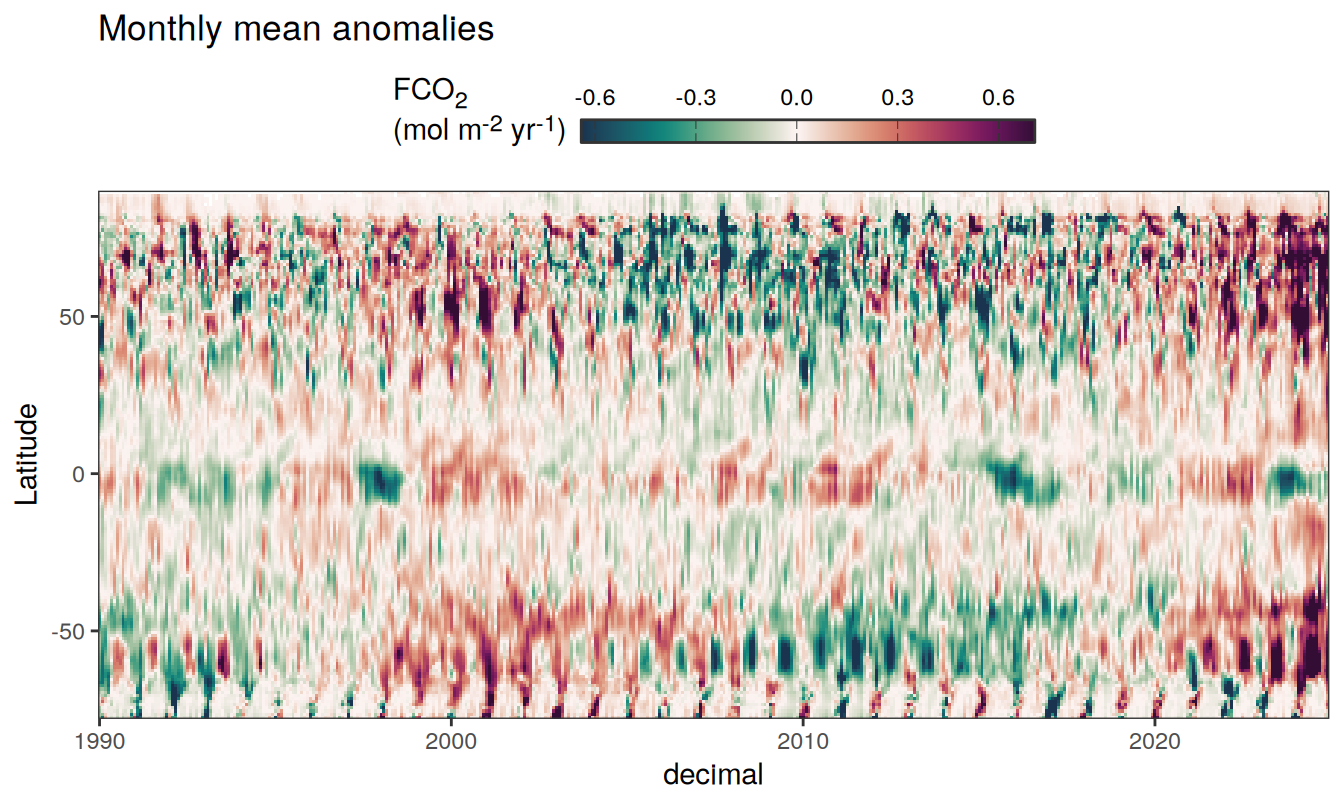 Monthly mean anomalies
FCO₂
(mol m⁻² yr⁻¹)
-0.6 -0.3 0.0 0.3 0.6
Latitude
50
0
-50
1990 2000 2010 2020
decimal